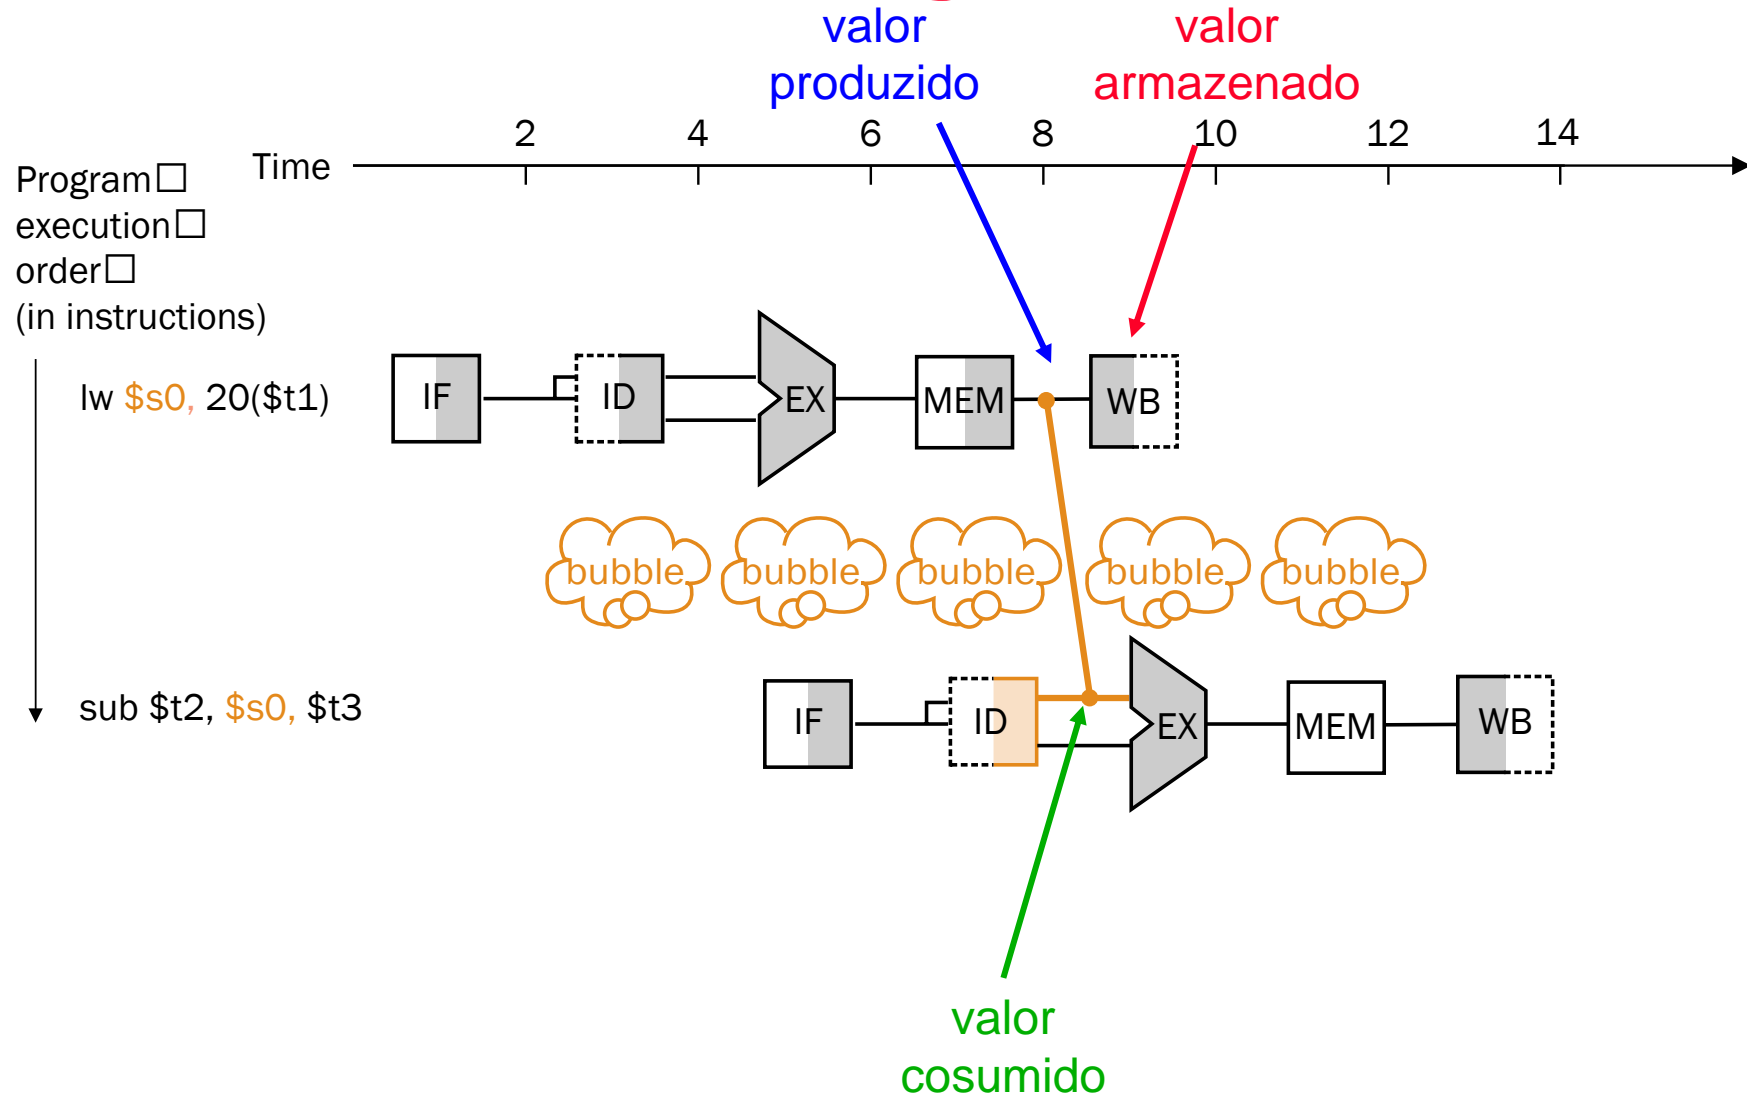 valor
produzido
valor
armazenado
2 4 6 8 10 12 14
Time
Program□
execution□
order□
(in instructions)
lw $s0, 20($t1)
IF ID EX MEM WB
bubble bubble bubble bubble bubble
sub $t2, $s0, $t3
IF ID EX MEM WB
valor
cosumido